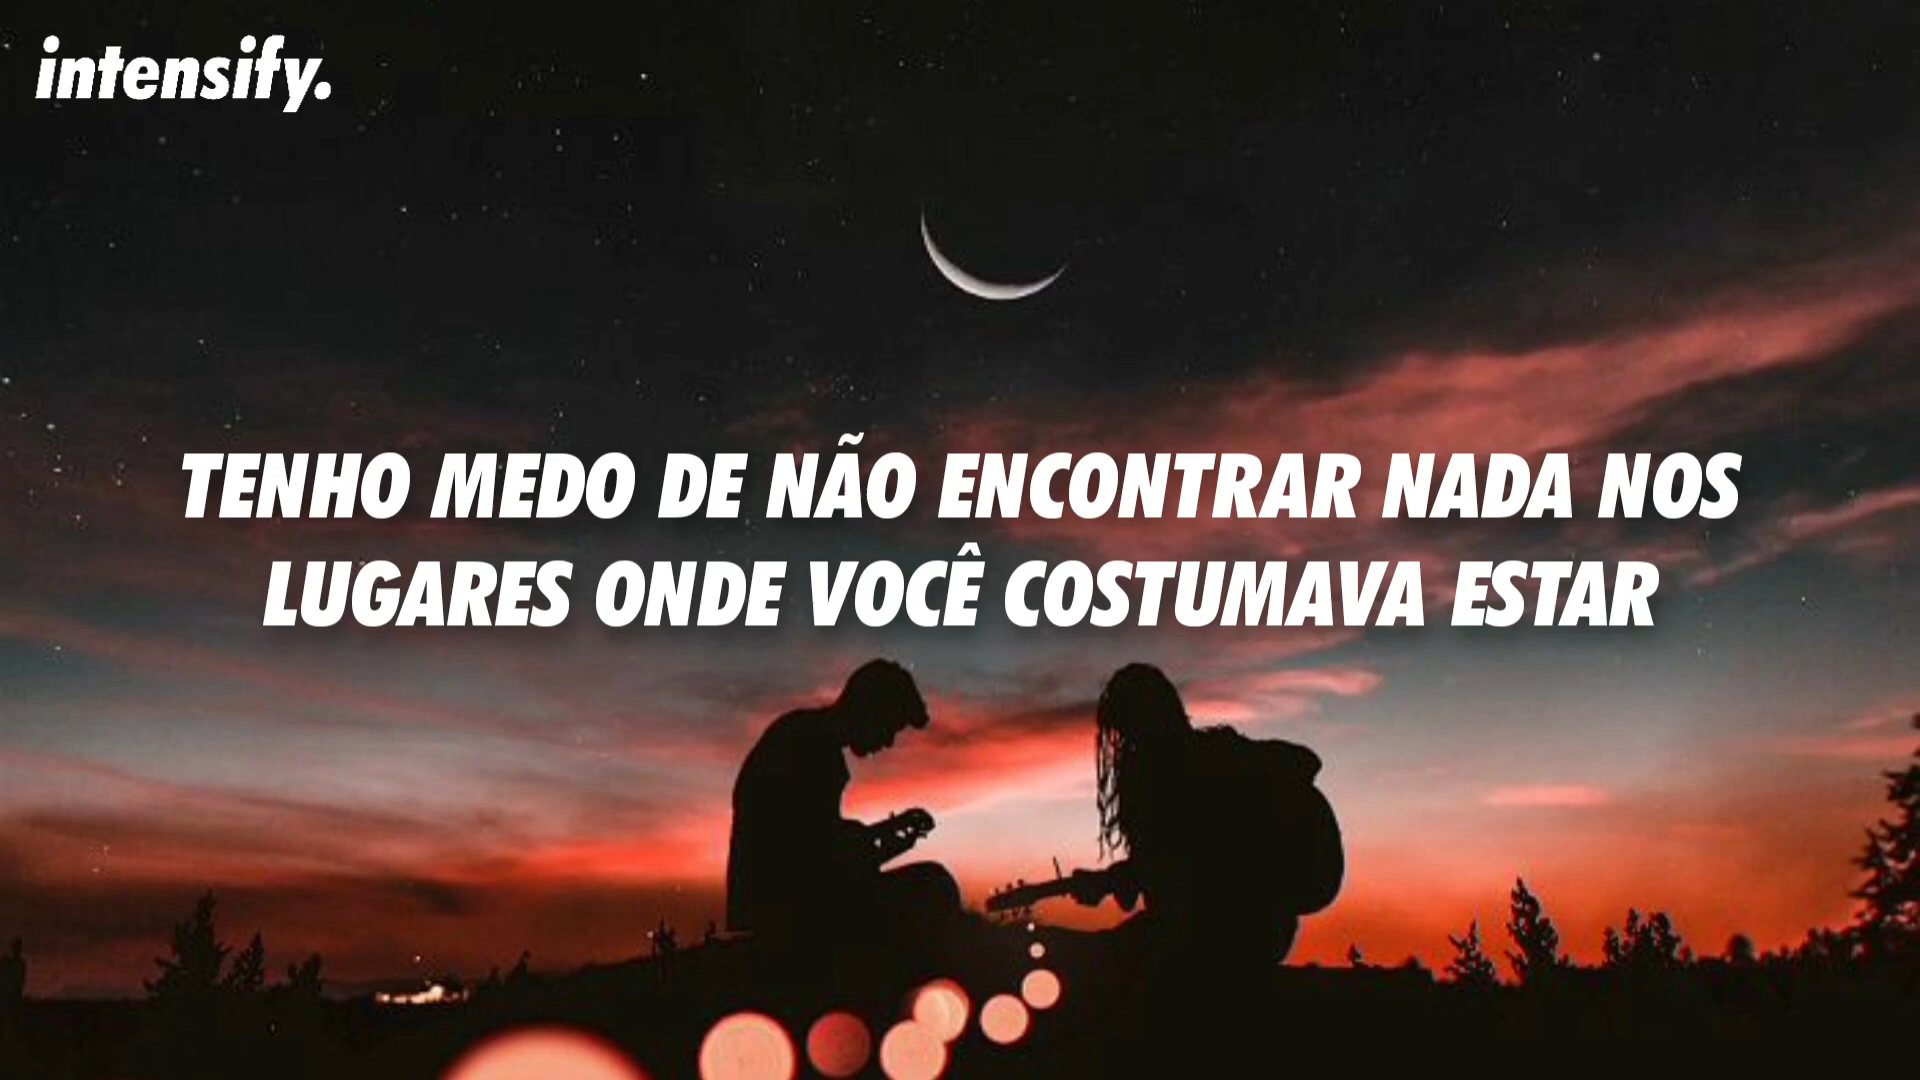 intensify.
TENHO MEDO DE NÃO ENCONTRAR NADA NOS
LUGARES ONDE VOCÊ COSTUMAVA ESTAR